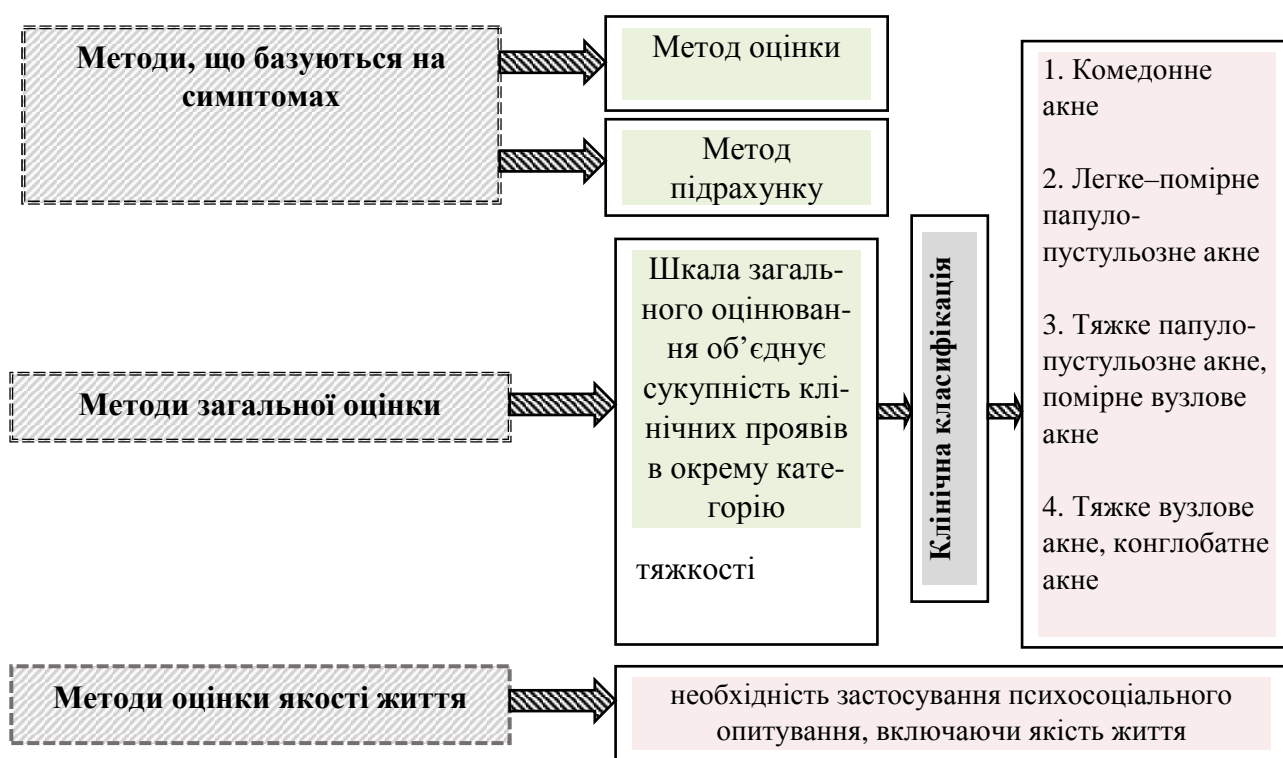 Методи, що базуються на
симптомах
Метод оцінки
Метод
підрахунку
Методи загальної оцінки
Шкала загаль-
ного оцінюван-
ня об’єднує
сукупність клі-
нічних проявів
в окрему кате-
горію
тяжкості
Клінічна класифікація
1. Комедонне
акне
2. Легке–помірне
папуло-
пустульозне акне
3. Тяжке папуло-
пустульозне акне,
помірне вузлове
акне
4. Тяжке вузлове
акне, конглобатне
акне
Методи оцінки якості життя
необхідність застосування психосоціального
опитування, включаючи якість життя